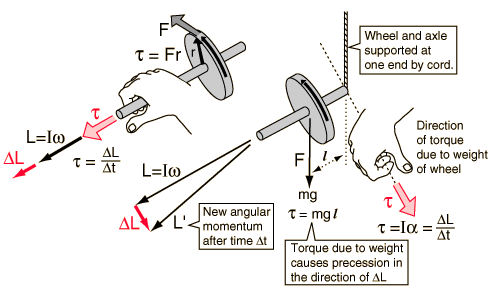 F
r
τ = Fr
τ
L=Iω
ΔL
τ = ΔL
Δt
Wheel and axle
supported at
one end by cord.
L=Iω
ΔL
L'
New angular
momentum
after time Δt
F
l
mg
τ = mgl
Torque due to weight
causes precession in
the direction of ΔL
Direction
of torque
due to weight
of wheel
τ
τ =Iα = ΔL
Δt